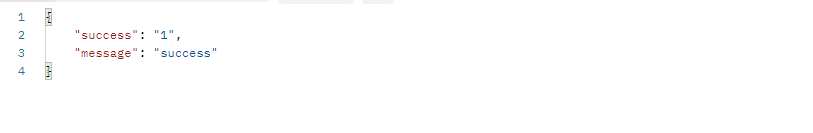 1 {
2 "success": "1",
3 "message": "success"
4 }